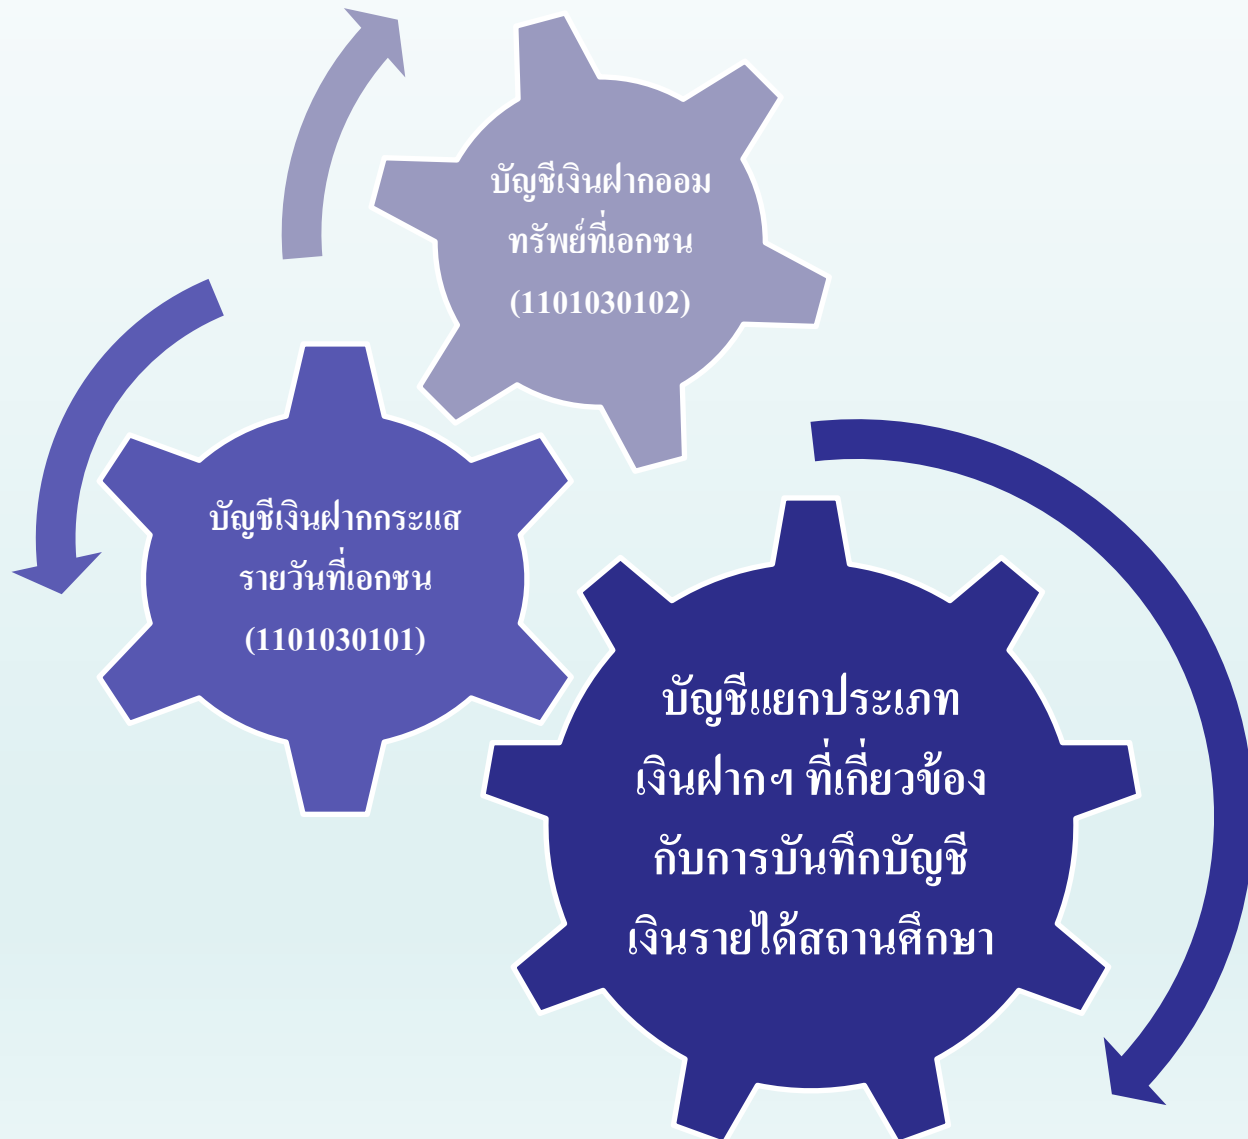 บัญชีเงินฝากออม
ทรัพย์ที่เอกชน
(1101030102)
บัญชีเงินฝากกระแส
รายวันที่เอกชน
(1101030101)
บัญชีแยกประเภท
เงินฝากฯ ที่เกี่ยวข้อง
กับการบันทึกบัญชี
เงินรายได้สถานศึกษา